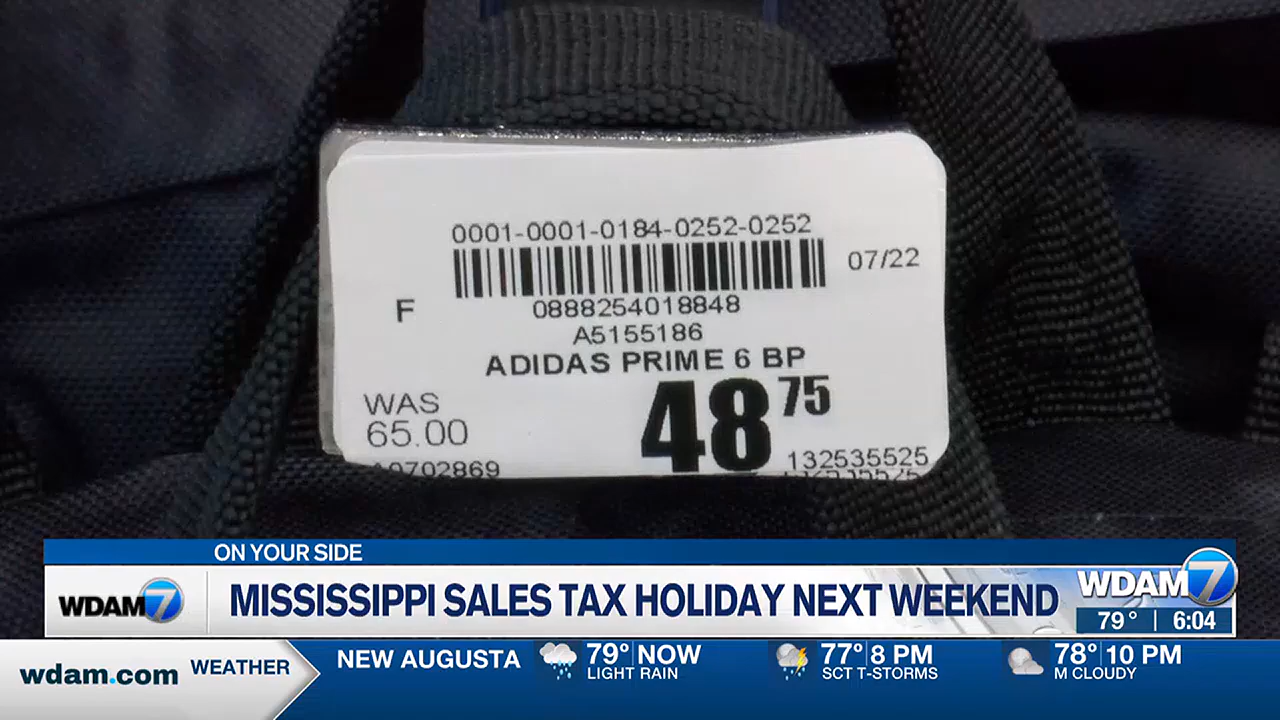 0001-0001-0184-0252-0252
07/22
F
0888254018848
A5155186
ADIDAS PRIME 6 BP
WAS
65.00
48 75
132535525
ON YOUR SIDE
WDAM 7
MISSISSIPPI SALES TAX HOLIDAY NEXT WEEKEND
WDAM 7
79° | 6:04
wdam.com WEATHER
NEW AUGUSTA
79° NOW
LIGHT RAIN
77° 8 PM
SCT T-STORMS
78° 10 PM
M CLOUDY